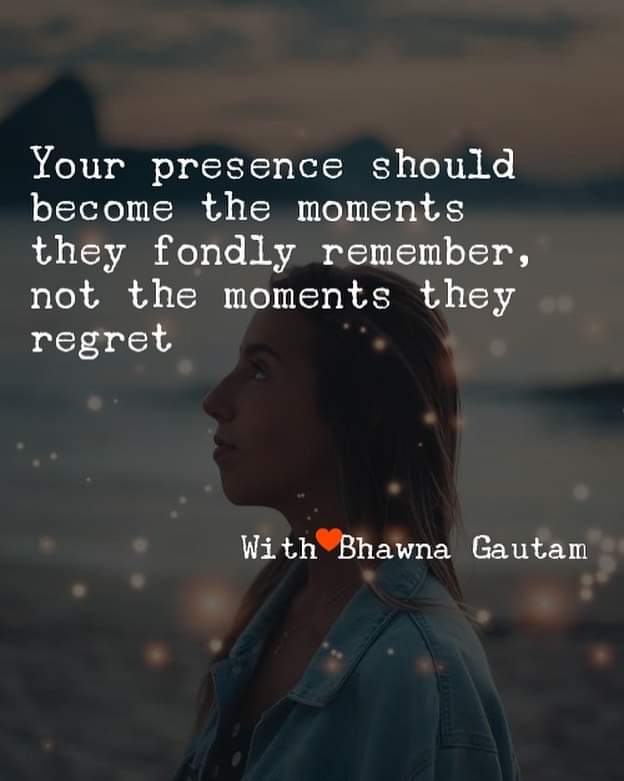 Your presence should
become the moments
they fondly remember,
not the moments they
regret
With❤Bhawna Gautam